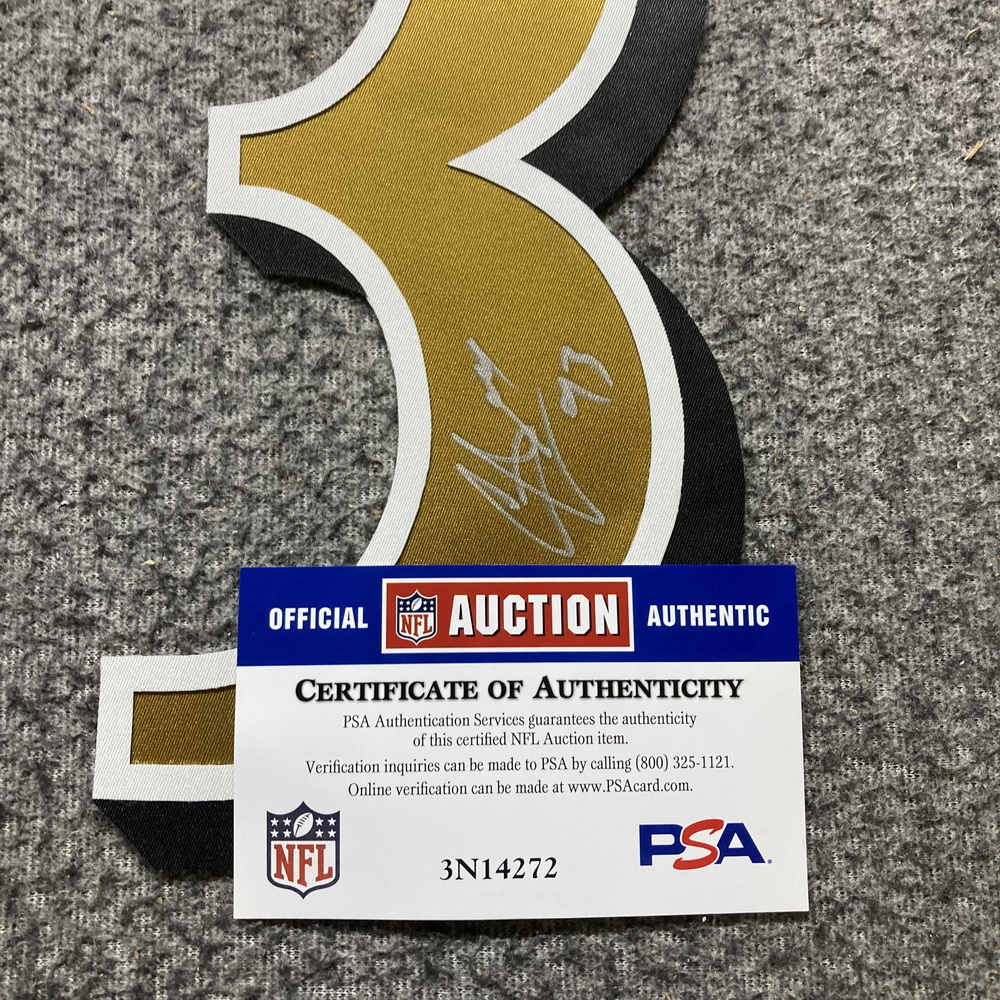 93
OFFICIAL NFL AUCTION AUTHENTIC
CERTIFICATE OF AUTHENTICITY
PSA Authentication Services guarantees the authenticity
of this certified NFL Auction item.
Verification inquiries can be made to PSA by calling (800) 325-1121.
Online verification can be made at www.PSAcard.com.
NFL
3N14272
PSA